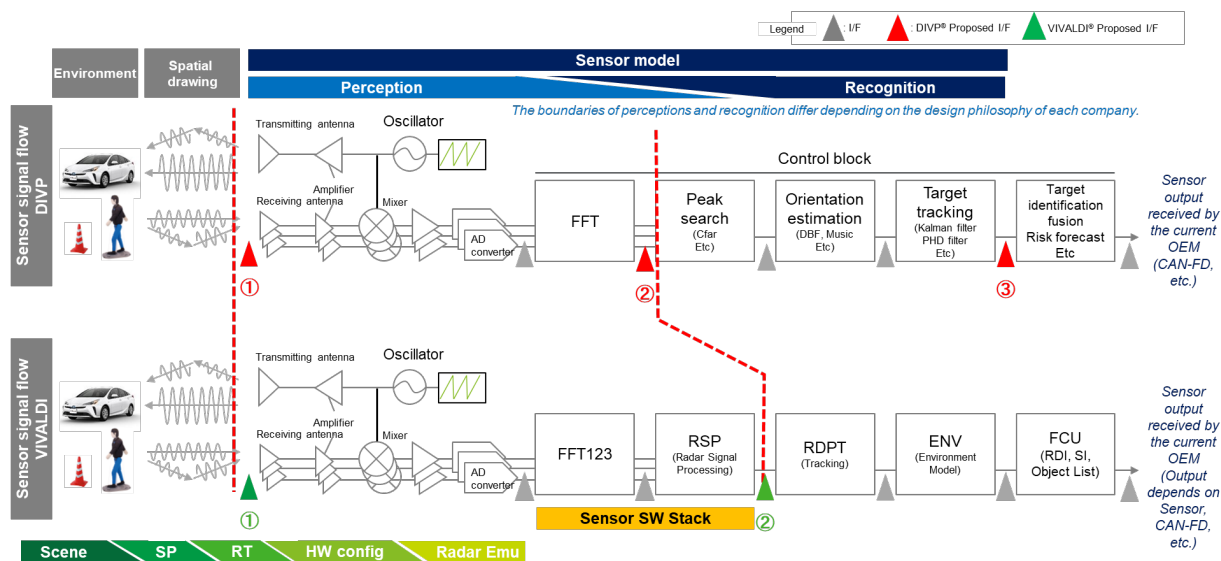 Legend
: I/F
: DIVP® Proposed I/F
VIVALDI® Proposed I/F
Environment
Spatial
drawing
Sensor model
Perception
Recognition
The boundaries of perceptions and recognition differ depending on the design philosophy of each company.
Sensor signal flow
DIVP
Transmitting antenna
Oscillator
Amplifier
Receiving antenna
Mixer
AD
converter
Control block
FFT
Peak
search
(Cfar
Etc)
Orientation
estimation
(DBF, Music
Etc)
Target
tracking
(Kalman filter
PHD filter
Etc)
Target
identification
fusion
Risk forecast
Etc
Sensor
output
received by
the current
OEM
(CAN-FD,
etc.)
①
②
③
Sensor signal flow
VIVALDI
Transmitting antenna
Oscillator
Amplifier
Receiving antenna
Mixer
AD
converter
FFT123
RSP
(Radar Signal
Processing)
RDPT
(Tracking)
ENV
(Environment
Model)
FCU
(RDI, SI,
Object List)
Sensor
output
received by
the current
OEM
(Output
depends on
Sensor,
CAN-FD,
etc.)
①
Sensor SW Stack
②
Scene
SP
RT
HW config
Radar Emu